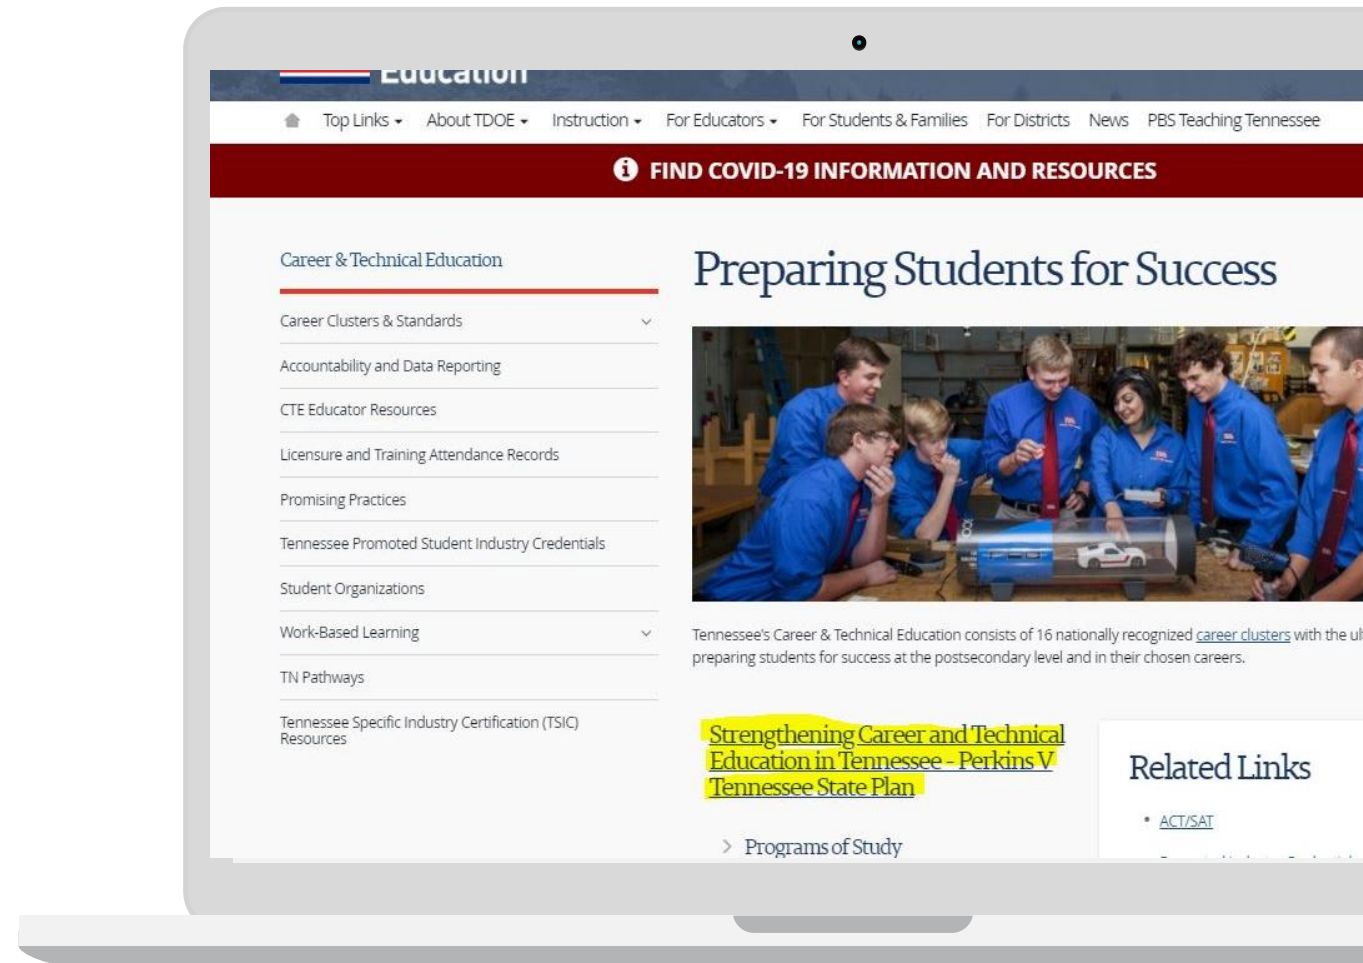 Education
Top Links About TDOE Instruction For Educators For Students & Families For Districts News PBS Teaching Tennessee
FIND COVID-19 INFORMATION AND RESOURCES
Career & Technical Education
Career Clusters & Standards
Accountability and Data Reporting
CTE Educator Resources
Licensure and Training Attendance Records
Promising Practices
Tennessee Promoted Student Industry Credentials
Student Organizations
Work-Based Learning
TN Pathways
Tennessee Specific Industry Certification (TSIC)
Resources
Preparing Students for Success
Tennessee's Career & Technical Education consists of 16 nationally recognized career clusters with the
preparing students for success at the postsecondary level and in their chosen careers.
Strengthening Career and Technical
Education in Tennessee - Perkins V
Tennessee State Plan
> Programs of Study
Related Links
• ACT/SAT